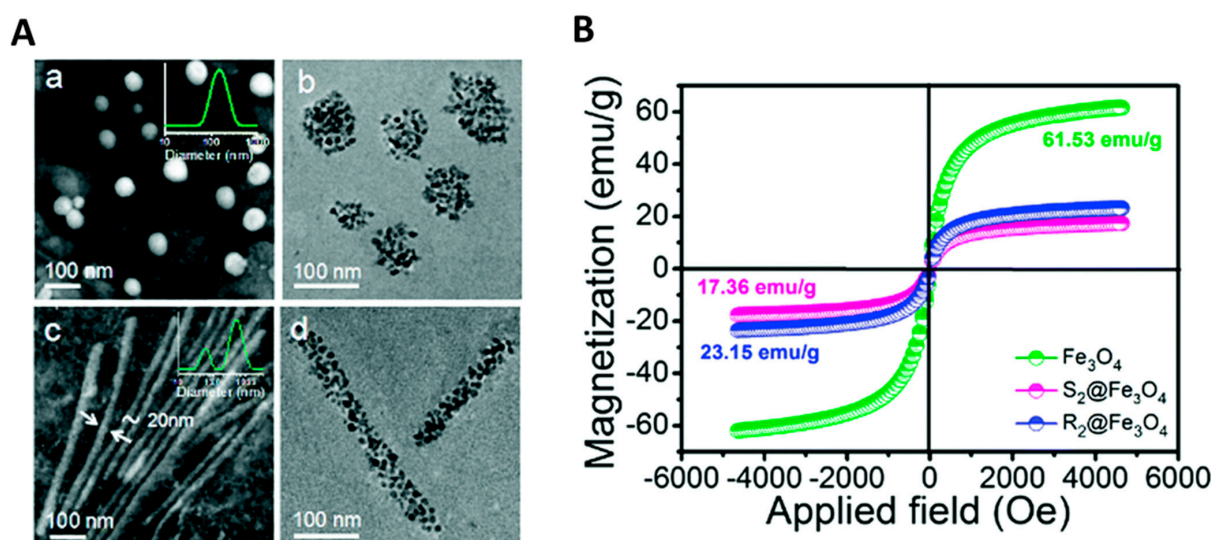 A
a
Diameter (nm)
100 nm
b
100 nm
c
Diameter (nm)
~ 20nm
100 nm
d
100 nm
B
Magnetization (emu/g)
60
40
20
0
-20
-40
-60
61.53 emu/g
17.36 emu/g
23.15 emu/g
Fe₃O₄
S₂@Fe₃O₄
R₂@Fe₃O₄
-6000 -4000 -2000 0 2000 4000 6000
Applied field (Oe)